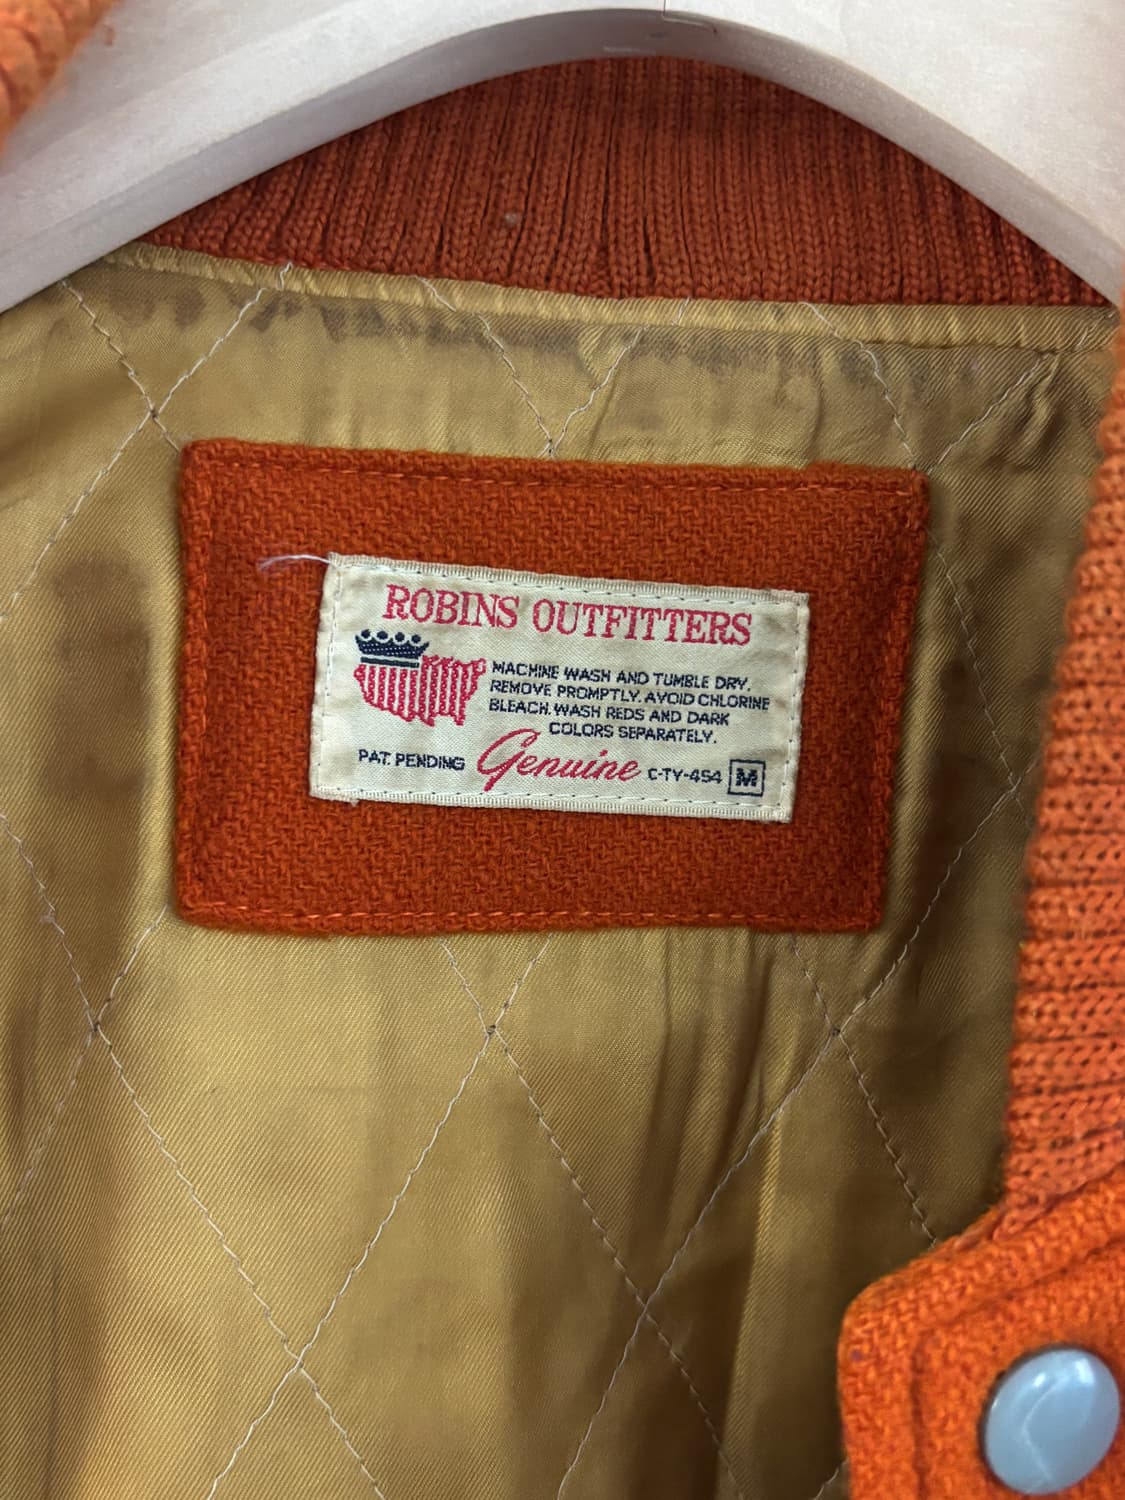 ROBINS OUTFITTERS
MACHINE WASH AND TUMBLE DRY.
REMOVE PROMPTLY. AVOID CHLORINE
BLEACH. WASH REDS AND DARK
COLORS SEPARATELY.
PAT. PENDING Genuine C-TY-454 M